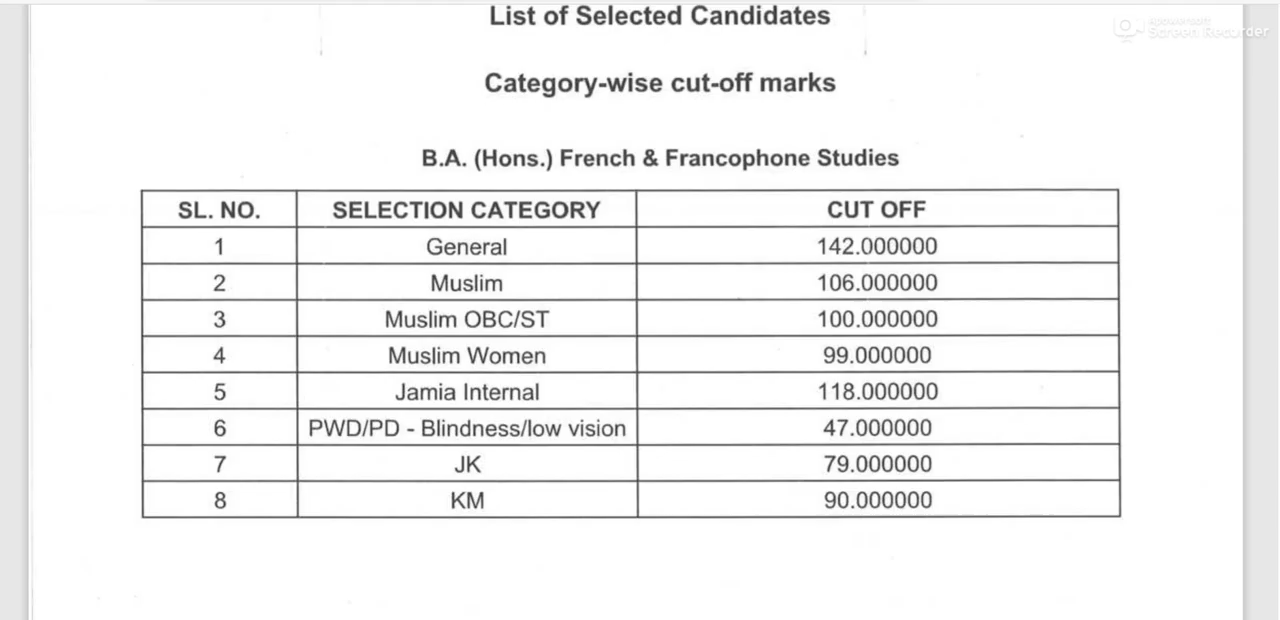 List of Selected Candidates
Apowersoft
Screen Recorder
Category-wise cut-off marks
B.A. (Hons.) French & Francophone Studies
SL. NO. SELECTION CATEGORY CUT OFF
1 General 142.000000
2 Muslim 106.000000
3 Muslim OBC/ST 100.000000
4 Muslim Women 99.000000
5 Jamia Internal 118.000000
6 PWD/PD - Blindness/low vision 47.000000
7 JK 79.000000
8 KM 90.000000